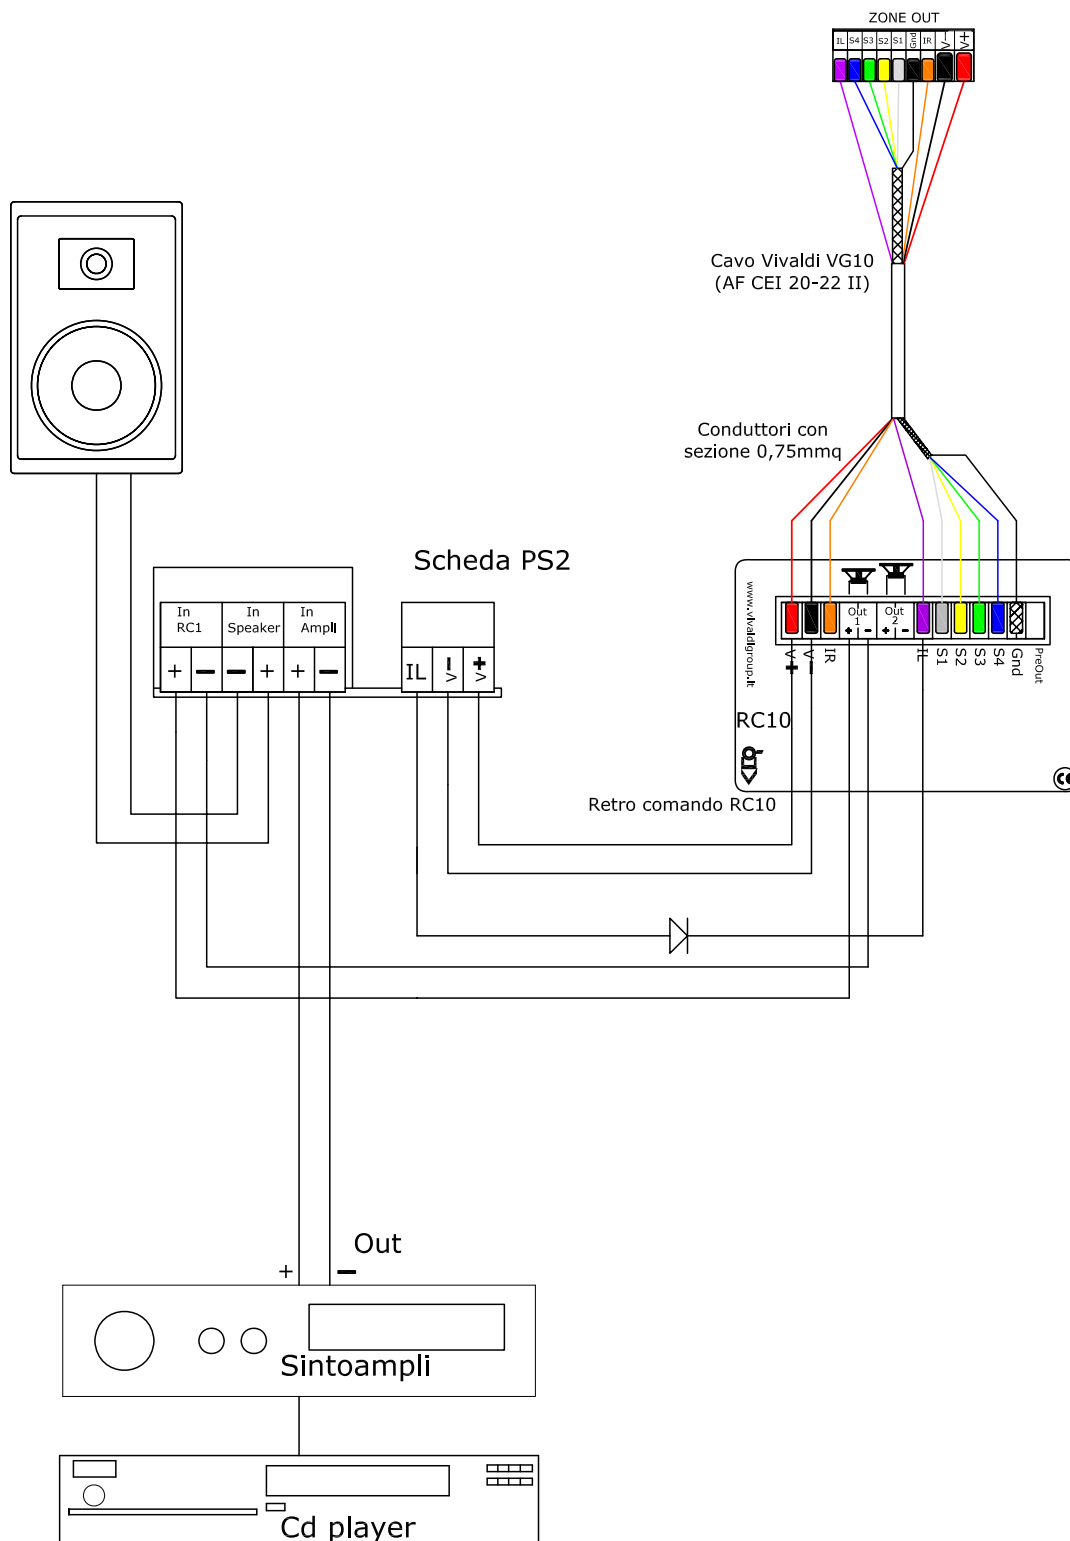 ZONE OUT
IL S4 S3 S2 S1 Gnd IR V- V+
Cavo Vivaldi VG10
(AF CEI 20-22 II)
Conduttori con
sezione 0,75mmq
Scheda PS2
In RC1
In Speaker
In Ampli
+ - - + + -
IL V- V+
www.vivaldigroup.it
Out 1
+ -
Out 2
+ -
V+ V- IR IL S1 S2 S3 S4 Gnd PreOut
RC10
CE
Retro comando RC10
Out
+ -
Sintoampli
Cd player